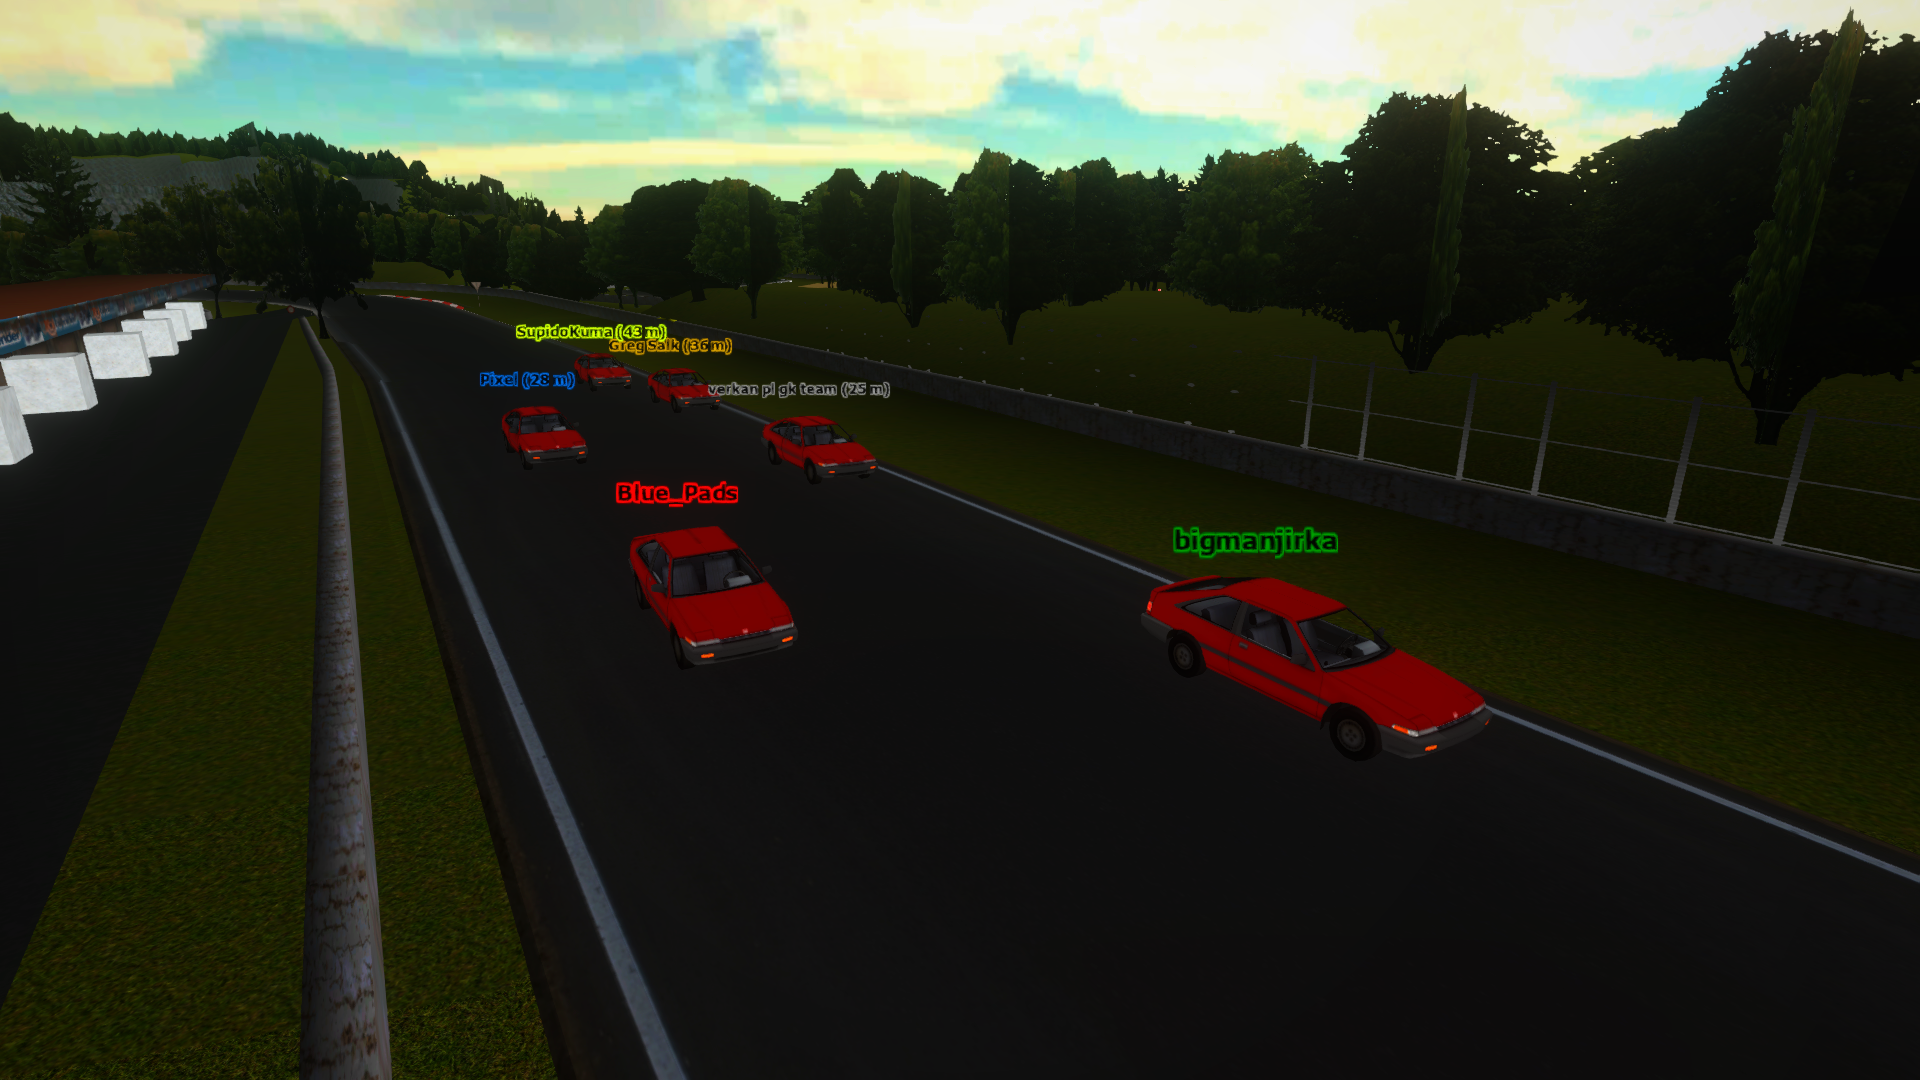 SupidoKuma (43 m)
Greg Salk (36 m)
Pixel (28 m)
verkan pl gk team (25 m)
Blue_Pads
bigmanjirka